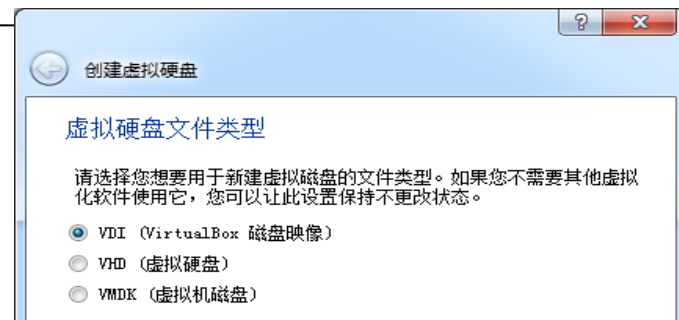 创建虚拟硬盘
虚拟硬盘文件类型
请选择您想要用于新建虚拟磁盘的文件类型。如果您不需要其他虚拟
化软件使用它，您可以让此设置保持不更改状态。
VDI (VirtualBox 磁盘映像)
VHD (虚拟硬盘)
VMDK (虚拟机磁盘)